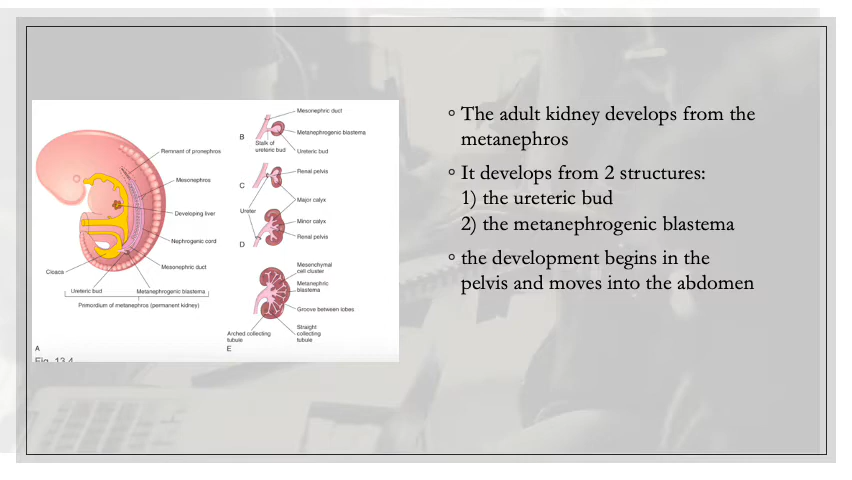 Mesonephric duct
B
Metanephrogenic blastema
Stalk of
ureteric bud
Ureteric bud
Remnent of pronephros
Renal pelvis
C
Mesonephros
Major calyx
Ureter
Developing liver
Minor calyx
Renal pelvis
D
Nephrogenic cord
Mesonephric duct
Cloaca
Mesenchymal
cell cluster
Metanephric
blastema
Ureteric bud
Metanephrogenic blastema
Primordium of metanephros (permanent kidney)
Groove between lobes
Arched collecting
tubule
Straight
collecting
tubule
A
E
Fig. 13.4
◦ The adult kidney develops from the
metanephros
◦ It develops from 2 structures:
1) the ureteric bud
2) the metanephrogenic blastema
◦ the development begins in the
pelvis and moves into the abdomen